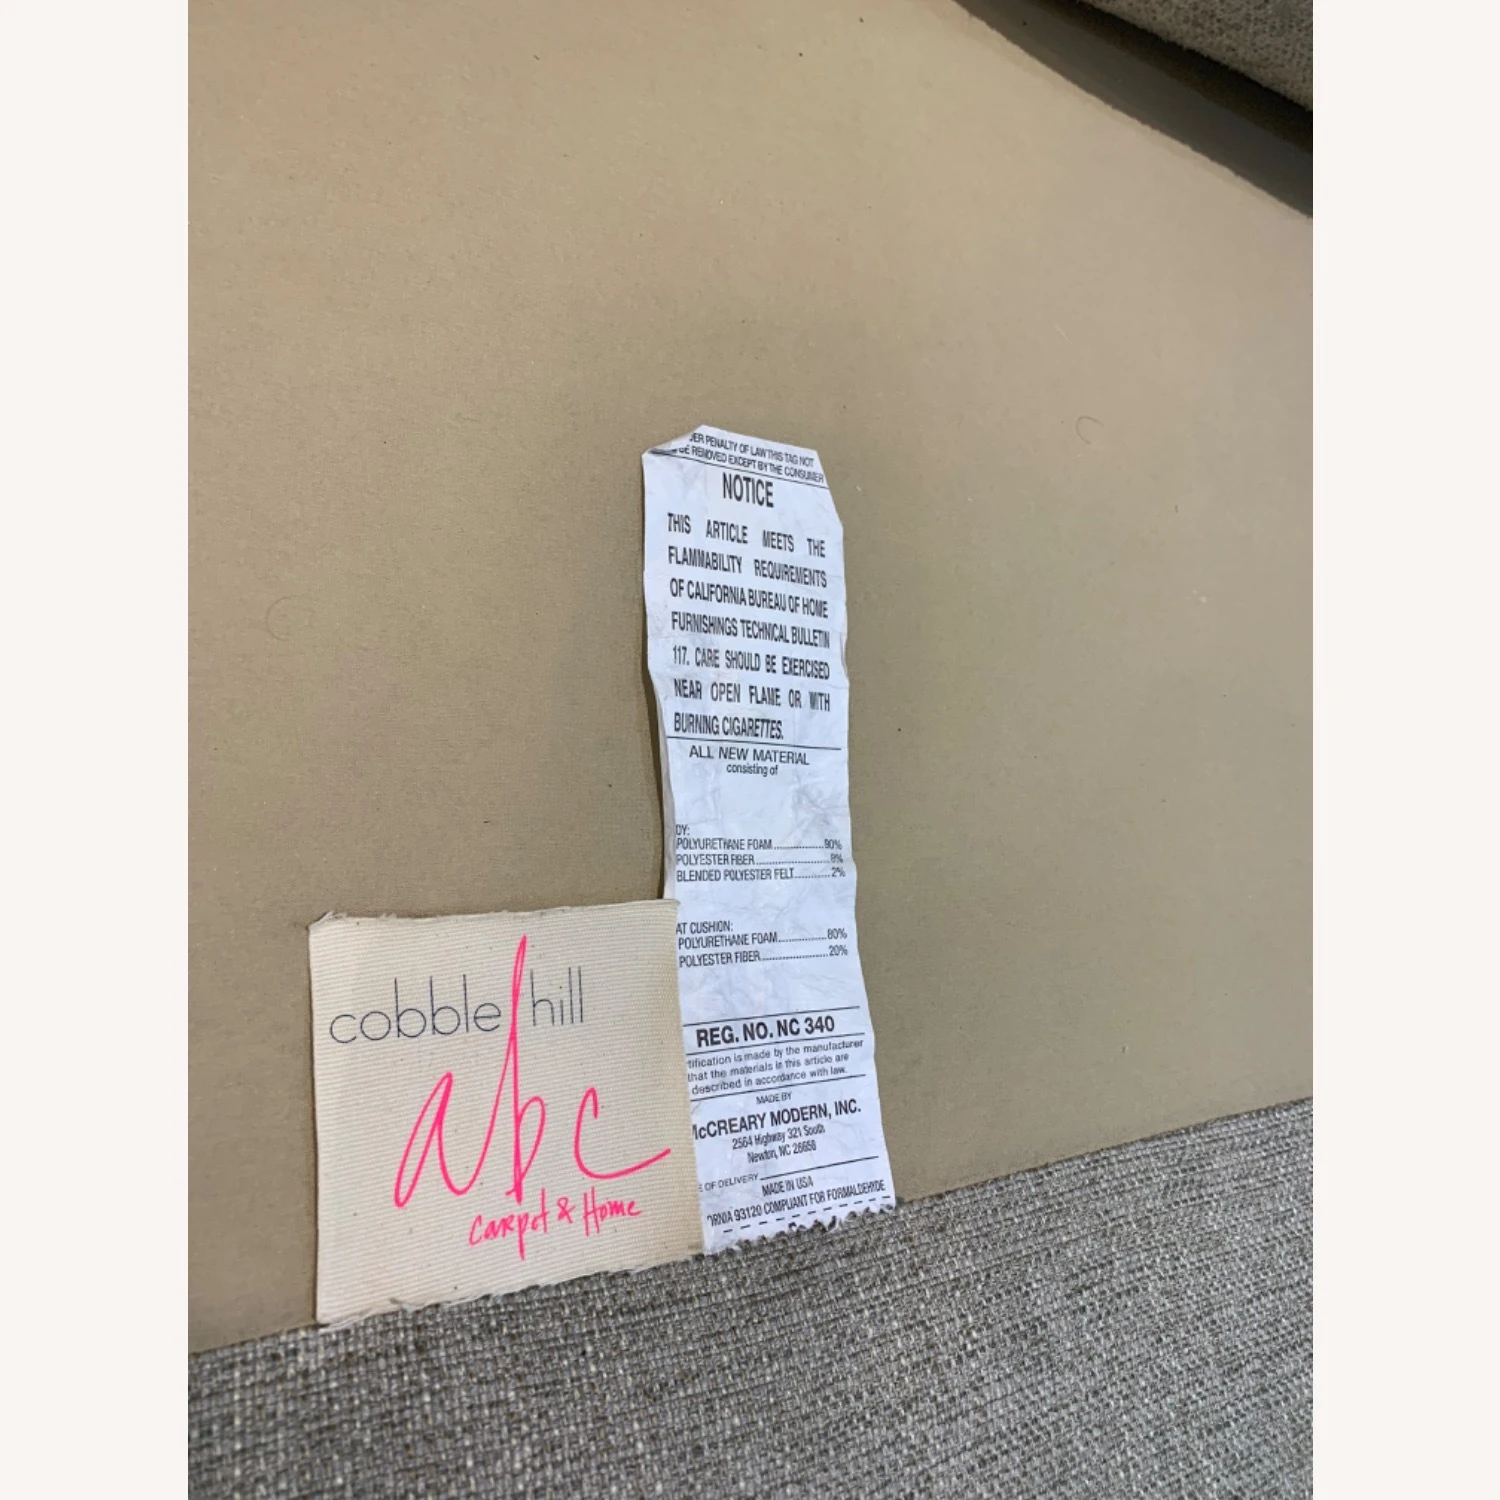 DER PENALTY OF LAW THIS TAG NOT
BE REMOVED EXCEPT BY THE CONSUMER
NOTICE
THIS ARTICLE MEETS THE
FLAMMABILITY REQUIREMENTS
OF CALIFORNIA BUREAU OF HOME
FURNISHINGS TECHNICAL BULLETIN
117. CARE SHOULD BE EXERCISED
NEAR OPEN FLAME OR WITH
BURNING CIGARETTES.
ALL NEW MATERIAL
consisting of
DY:
POLYURETHANE FOAM..............90%
POLYESTER FIBER......................8%
BLENDED POLYESTER FELT...........2%
AT CUSHION:
POLYURETHANE FOAM..............80%
POLYESTER FIBER....................20%
REG. NO. NC 340
tification is made by the manufacturer
that the materials in this article are
described in accordance with law.
MADE BY
McCREARY MODERN, INC.
2564 Highway 321 South
Newton, NC 28658
E OF DELIVERY
MADE IN USA
ORNIA 93120 COMPLIANT FOR FORMALDEHYDE
cobble hill
abc
carpet & Home